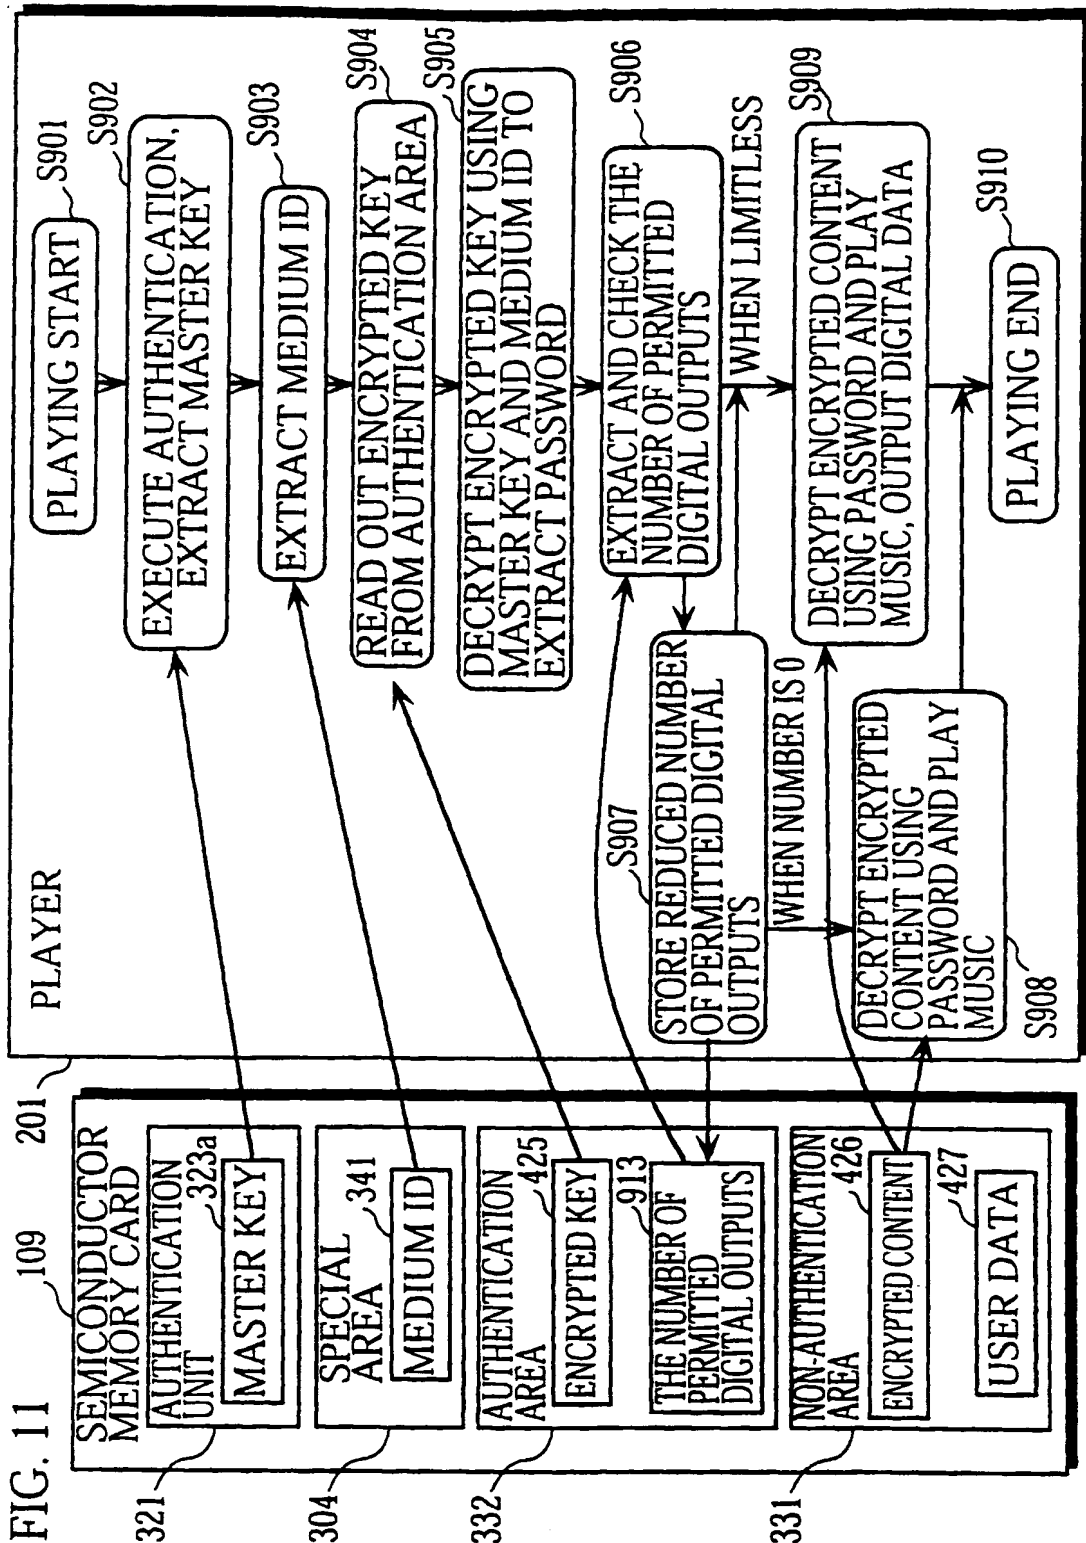 FIG. 11
109
SEMICONDUCTOR
MEMORY CARD
321
AUTHENTICATION
UNIT
323a
MASTER KEY
304
SPECIAL
AREA
341
MEDIUM ID
332
AUTHENTICATION
AREA
425
ENCRYPTED KEY
913
THE NUMBER OF
PERMITTED
DIGITAL OUTPUTS
331
NON-AUTHENTICATION
AREA
426
ENCRYPTED CONTENT
427
USER DATA
201
PLAYER
S901
PLAYING START
S902
EXECUTE AUTHENTICATION,
EXTRACT MASTER KEY
S903
EXTRACT MEDIUM ID
S904
READ OUT ENCRYPTED KEY
FROM AUTHENTICATION AREA
S905
DECRYPT ENCRYPTED KEY USING
MASTER KEY AND MEDIUM ID TO
EXTRACT PASSWORD
S906
EXTRACT AND CHECK THE
NUMBER OF PERMITTED
DIGITAL OUTPUTS
WHEN LIMITLESS
S907
STORE REDUCED NUMBER
OF PERMITTED DIGITAL
OUTPUTS
WHEN NUMBER IS 0
DECRYPT ENCRYPTED
CONTENT USING
PASSWORD AND PLAY
MUSIC
S908
S909
DECRYPT ENCRYPTED CONTENT
USING PASSWORD AND PLAY
MUSIC, OUTPUT DIGITAL DATA
S910
PLAYING END